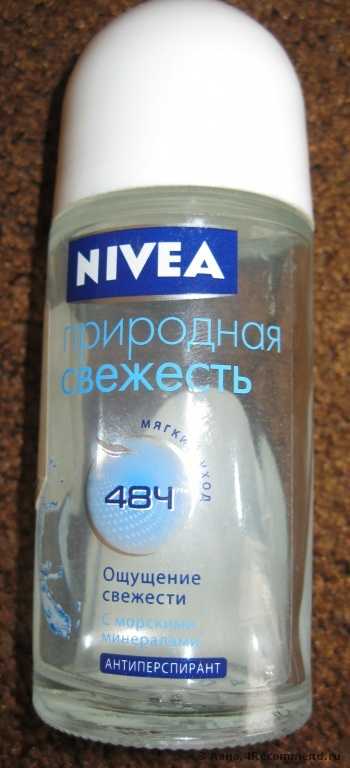 NIVEA
природная
свежесть
мягкий уход
48Ч
Ощущение
свежести
С морскими
минералами
АНТИПЕРСПИРАНТ